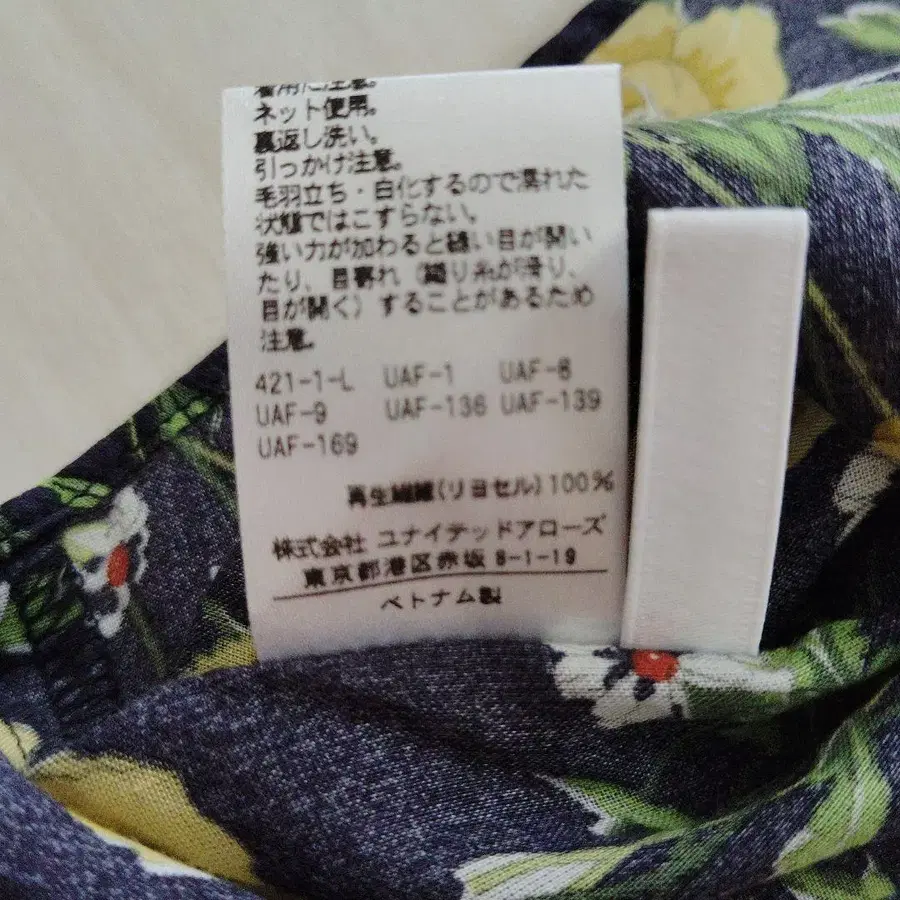 着用に注意。
ネット使用。
裏返し洗い。
引っかけ注意。
毛羽立ち・白化するので濡れた
状態ではこすらない。
強い力が加わると縫い目が開い
たり、目寄れ（織り糸が滑り、
目が開く）することがあるため
注意。
421-1-L UAF-1 UAF-8
UAF-9 UAF-136 UAF-139
UAF-169
再生繊維(リヨセル)100%
株式会社 ユナイテッドアローズ
東京都港区赤坂 8-1-19
ベトナム製